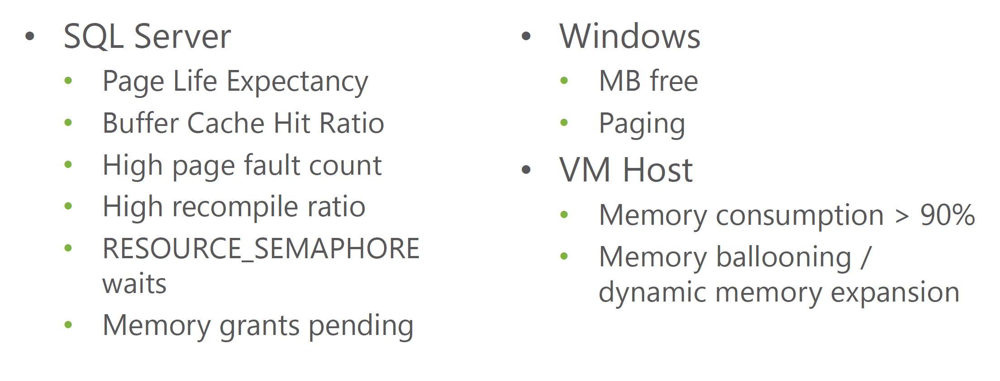 • SQL Server
• Page Life Expectancy
• Buffer Cache Hit Ratio
• High page fault count
• High recompile ratio
• RESOURCE_SEMAPHORE
waits
• Memory grants pending
• Windows
• MB free
• Paging
• VM Host
• Memory consumption > 90%
• Memory ballooning /
dynamic memory expansion